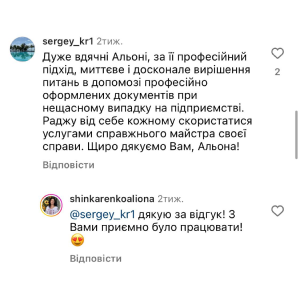 sergey_kr1 2тиж.
Дуже вдячні Альоні, за її професійний
підхід, миттєве і досконале вирішення
питань в допомозі професійно
оформлених документів при
нещасному випадку на підприємстві.
Раджу від себе кожному скористатися
услугами справжнього майстра своєї
справи. Щиро дякуємо Вам, Альона!
2
Відповісти
shinkarenkoaliona 2тиж.
@sergey_kr1 дякую за відгук! З
Вами приємно було працювати!
😍
Відповісти